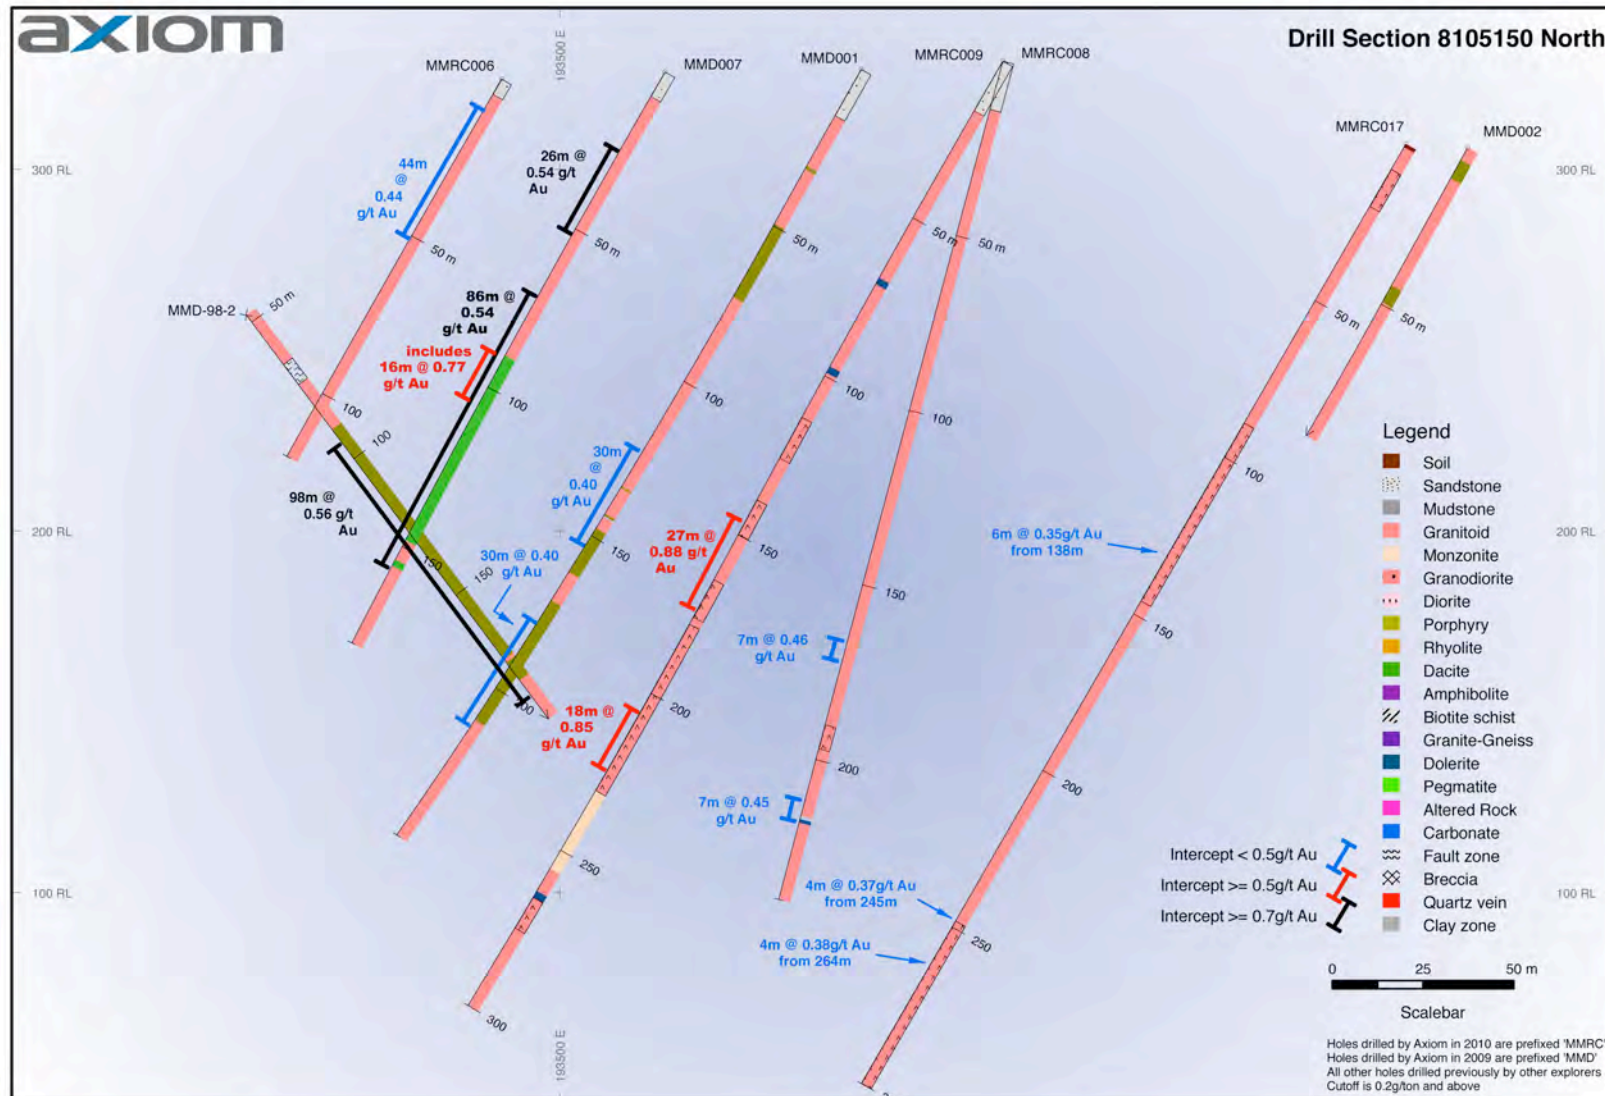 axiom
Drill Section 8105150 North
193500 E
MMRC006
MMD007
MMD001
MMRC009
MMRC008
MMRC017
MMD002
MMD-98-2
300 RL
300 RL
200 RL
200 RL
100 RL
100 RL
44m
@
0.44
g/t Au
26m @
0.54 g/t
Au
86m @
0.54
g/t Au
includes
16m @ 0.77
g/t Au
98m @
0.56 g/t
Au
30m
@
0.40
g/t Au
30m @ 0.40
g/t Au
27m @
0.88 g/t
Au
18m @
0.85
g/t Au
7m @ 0.46
g/t Au
7m @ 0.45
g/t Au
6m @ 0.35g/t Au
from 138m
4m @ 0.37g/t Au
from 245m
4m @ 0.38g/t Au
from 264m
50 m
100
50 m
100
150
50 m
100
150
50 m
100
150
200
50 m
100
150
200
250
300
50 m
100
150
200
50 m
100
150
200
250
50 m
Legend
Soil
Sandstone
Mudstone
Granitoid
Monzonite
Granodiorite
Diorite
Porphyry
Rhyolite
Dacite
Amphibolite
Biotite schist
Granite-Gneiss
Dolerite
Pegmatite
Altered Rock
Carbonate
Fault zone
Breccia
Quartz vein
Clay zone
Intercept < 0.5g/t Au
Intercept >= 0.5g/t Au
Intercept >= 0.7g/t Au
0 25 50 m
Scalebar
193500 E
Holes drilled by Axiom in 2010 are prefixed 'MMRC'
Holes drilled by Axiom in 2009 are prefixed 'MMD'
All other holes drilled previously by other explorers
Cutoff is 0.2g/ton and above